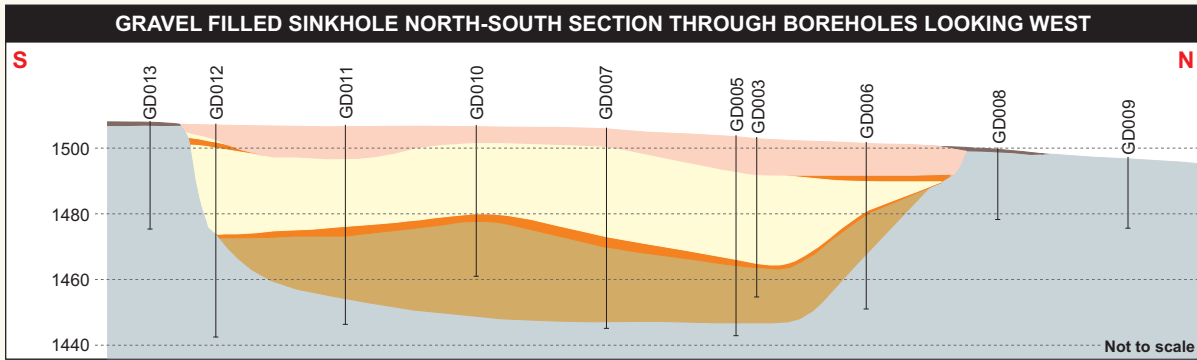 GRAVEL FILLED SINKHOLE NORTH-SOUTH SECTION THROUGH BOREHOLES LOOKING WEST
S
N
GD013
GD012
GD011
GD010
GD007
GD005
GD003
GD006
GD008
GD009
1500
1480
1460
1440
Not to scale